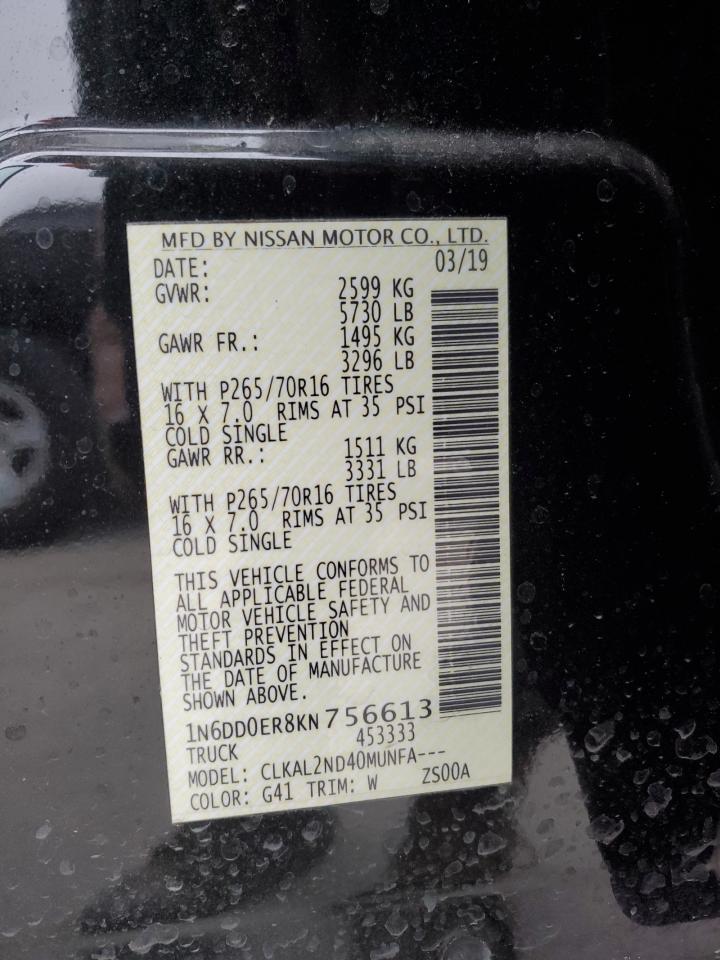 MFD BY NISSAN MOTOR CO., LTD.
DATE: 03/19
GVWR: 2599 KG
5730 LB
GAWR FR.: 1495 KG
3296 LB
WITH P265/70R16 TIRES
16 X 7.0 RIMS AT 35 PSI
COLD SINGLE
GAWR RR.: 1511 KG
3331 LB
WITH P265/70R16 TIRES
16 X 7.0 RIMS AT 35 PSI
COLD SINGLE
THIS VEHICLE CONFORMS TO
ALL APPLICABLE FEDERAL
MOTOR VEHICLE SAFETY AND
THEFT PREVENTION
STANDARDS IN EFFECT ON
THE DATE OF MANUFACTURE
SHOWN ABOVE.
1N6DD0ER8KN756613
TRUCK 453333
MODEL: CLKAL2ND40MUNFA---
COLOR: G41 TRIM: W ZS00A